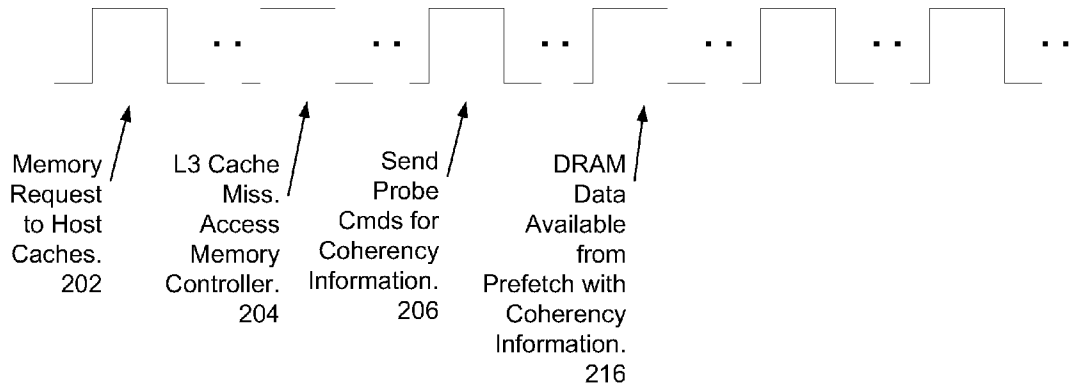 Memory
Request
to Host
Caches.
202
L3 Cache
Miss.
Access
Memory
Controller.
204
Send
Probe
Cmds for
Coherency
Information.
206
DRAM
Data
Available
from
Prefetch with
Coherency
Information.
216